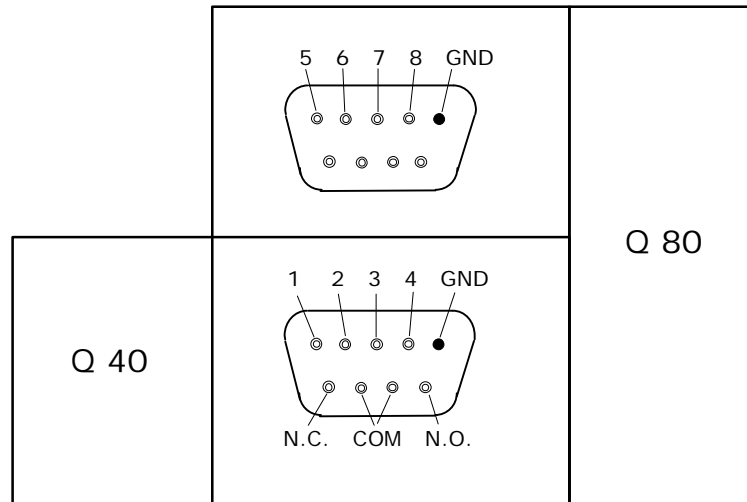 5 6 7 8 GND
Q 80
1 2 3 4 GND
Q 40
N.C. COM N.O.